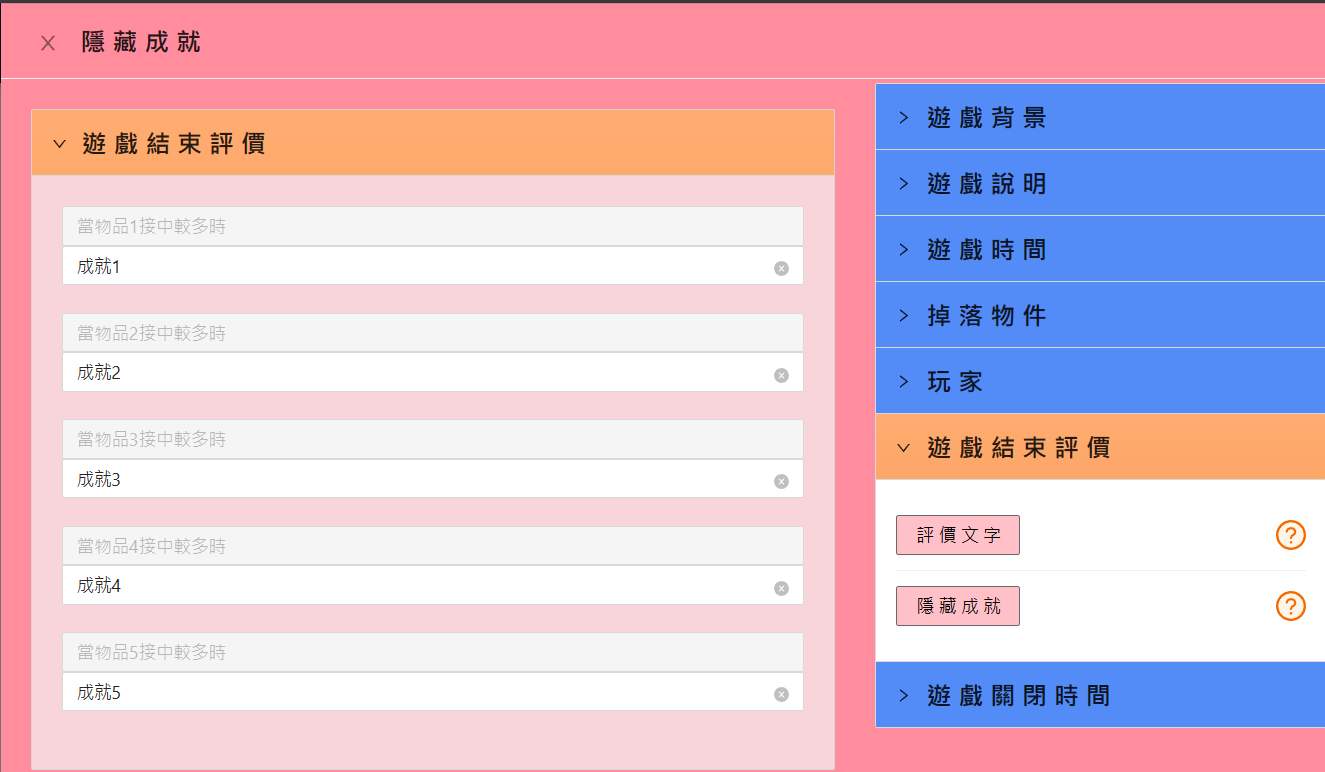 隱藏成就
遊戲結束評價
當物品1接中較多時
成就1
當物品2接中較多時
成就2
當物品3接中較多時
成就3
當物品4接中較多時
成就4
當物品5接中較多時
成就5
遊戲背景
遊戲說明
遊戲時間
掉落物件
玩家
遊戲結束評價
評價文字
?
隱藏成就
?
遊戲關閉時間